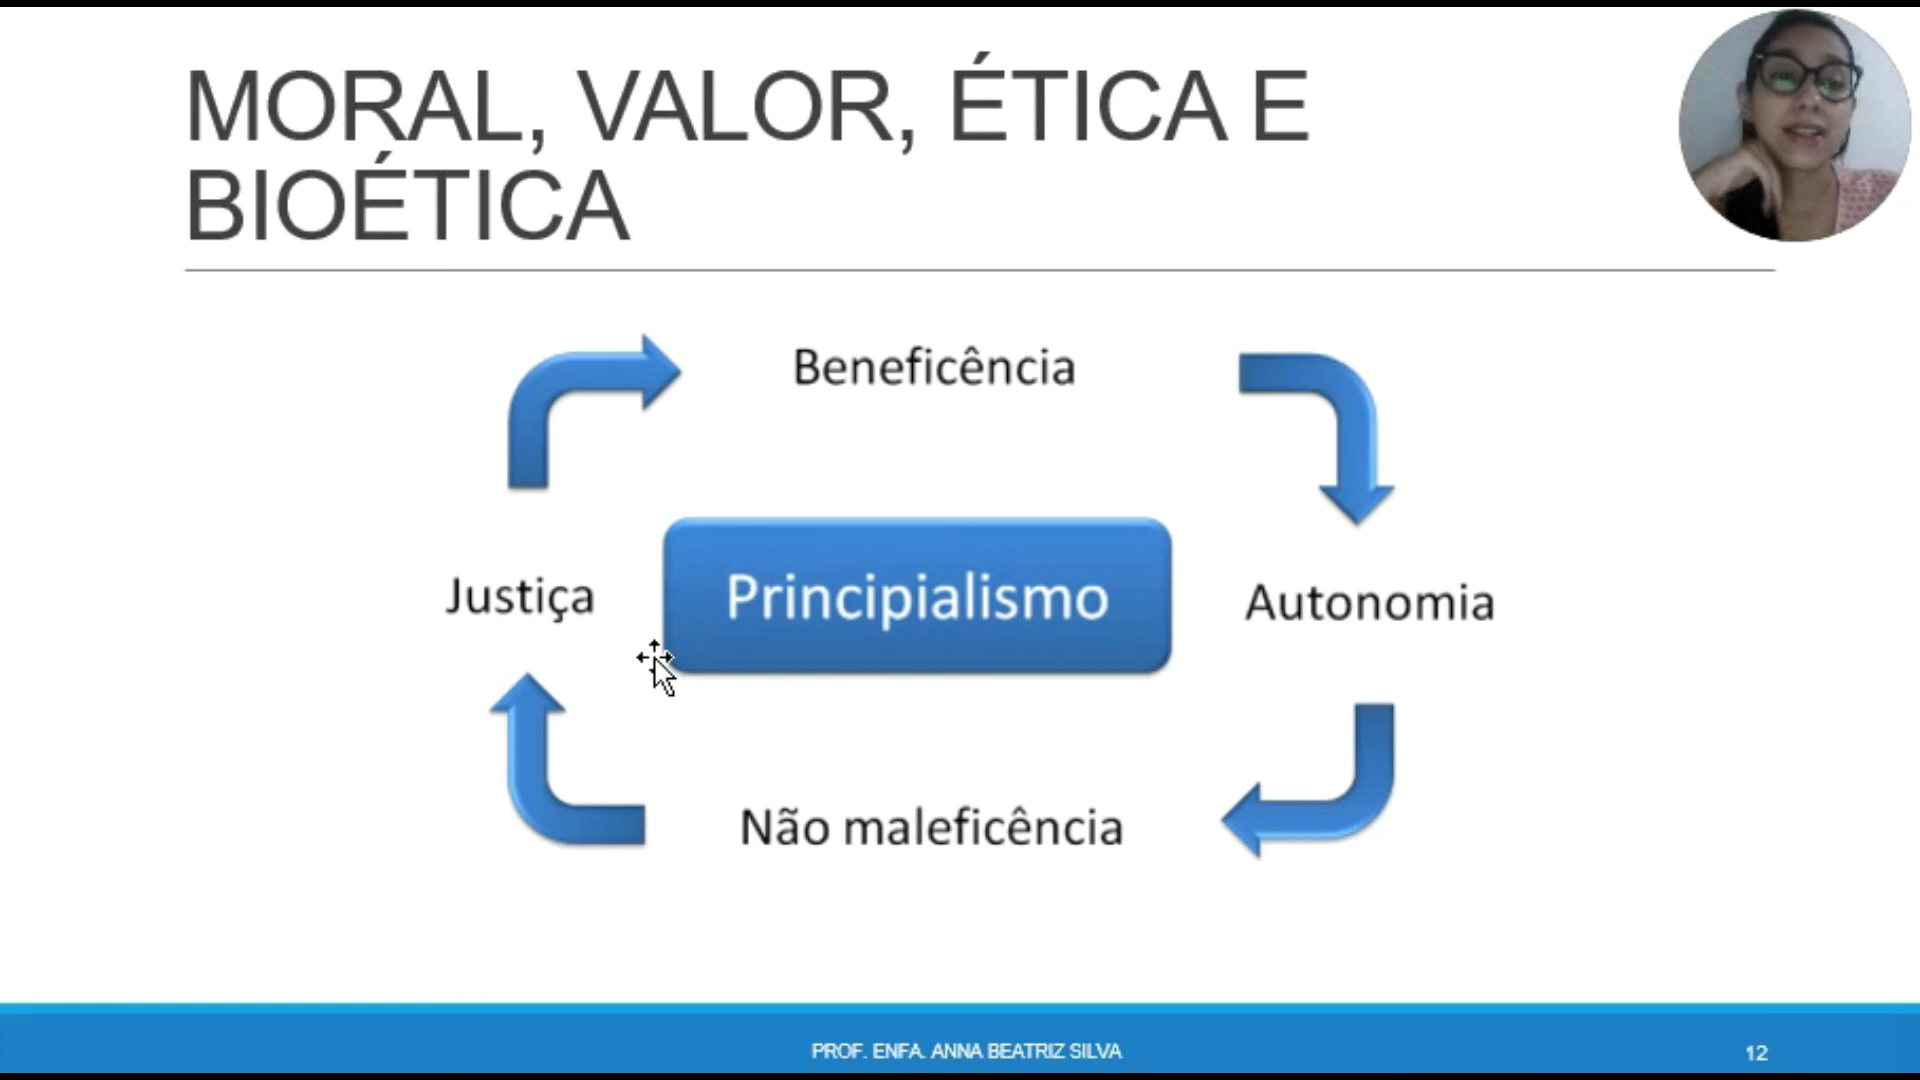 MORAL, VALOR, ÉTICA E
BIOÉTICA
Beneficência
Justiça
Principialismo
Autonomia
Não maleficência
PROF. ENFA. ANNA BEATRIZ SILVA
12